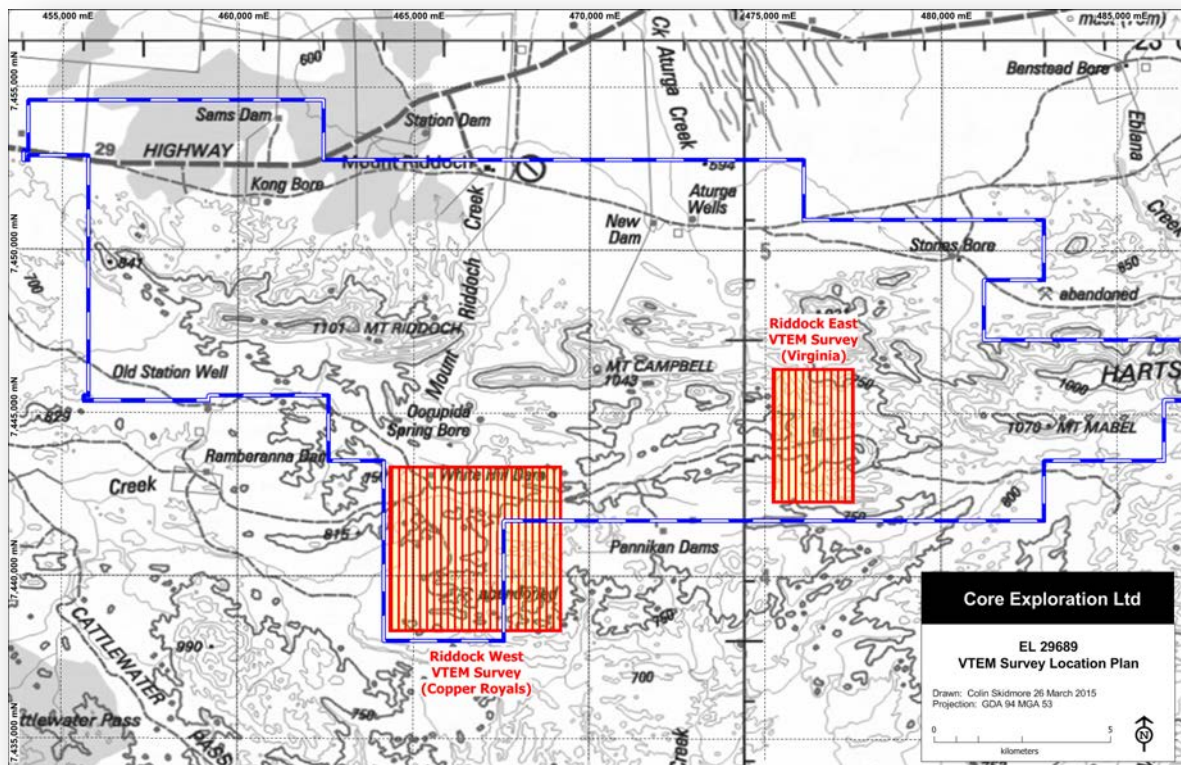 455,000 mE
460,000 mE
465,000 mE
470,000 mE
475,000 mE
480,000 mE
485,000 mE
7,455,000 mN
7,450,000 mN
7,445,000 mN
7,440,000 mN
7,435,000 mN
600
Ck
Aturga
Creek
Benstead Bore
Eblana
Creek
Sams Dam
Station Dam
29 HIGHWAY
Mount Riddoch
594
Kong Bore
Aturga
Wells
New
Dam
5
Stones Bore
841
700
850
abandoned
Mount Riddoch Creek
1101 MT RIDDOCH
Riddock East
VTEM Survey
(Virginia)
MT CAMPBELL
1043
750
1000
HARTS
Old Station Well
823
Oorupida
Spring Bore
1070 MT MABEL
Ramberanna Dam
White Hill Dam
Creek
800
750
815
Pannikan Dams
abandoned
750
990
CATTLEWATER PASS
Riddock West
VTEM Survey
(Copper Royals)
700
750
ttlewater Pass
Creek
Core Exploration Ltd
EL 29689
VTEM Survey Location Plan
Drawn: Colin Skidmore 26 March 2015
Projection: GDA 94 MGA 53
0 5
kilometers
N